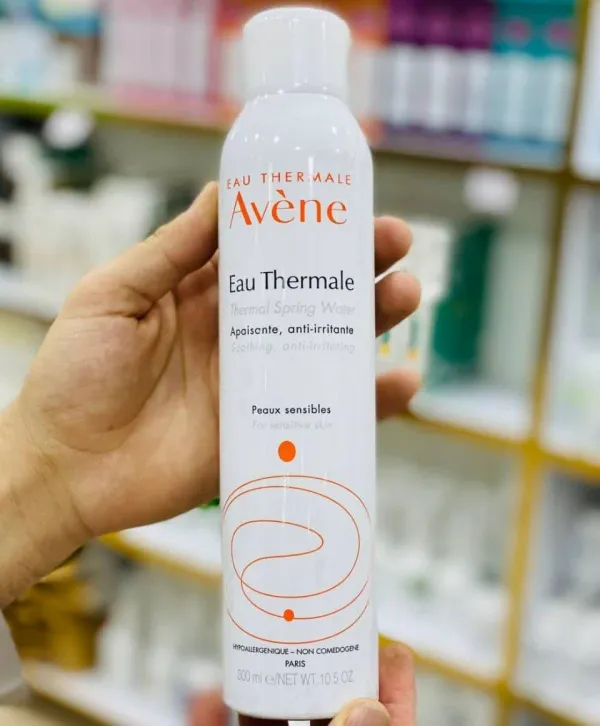 EAU THERMALE
Avène
Eau Thermale
Thermal Spring Water
Apaisante, anti-irritante
Soothing, anti-irritating
Peaux sensibles
For sensitive skin
HYPOALLERGENIQUE – NON COMEDOGENE
PARIS
300 ml e/NET WT. 10.5 OZ.